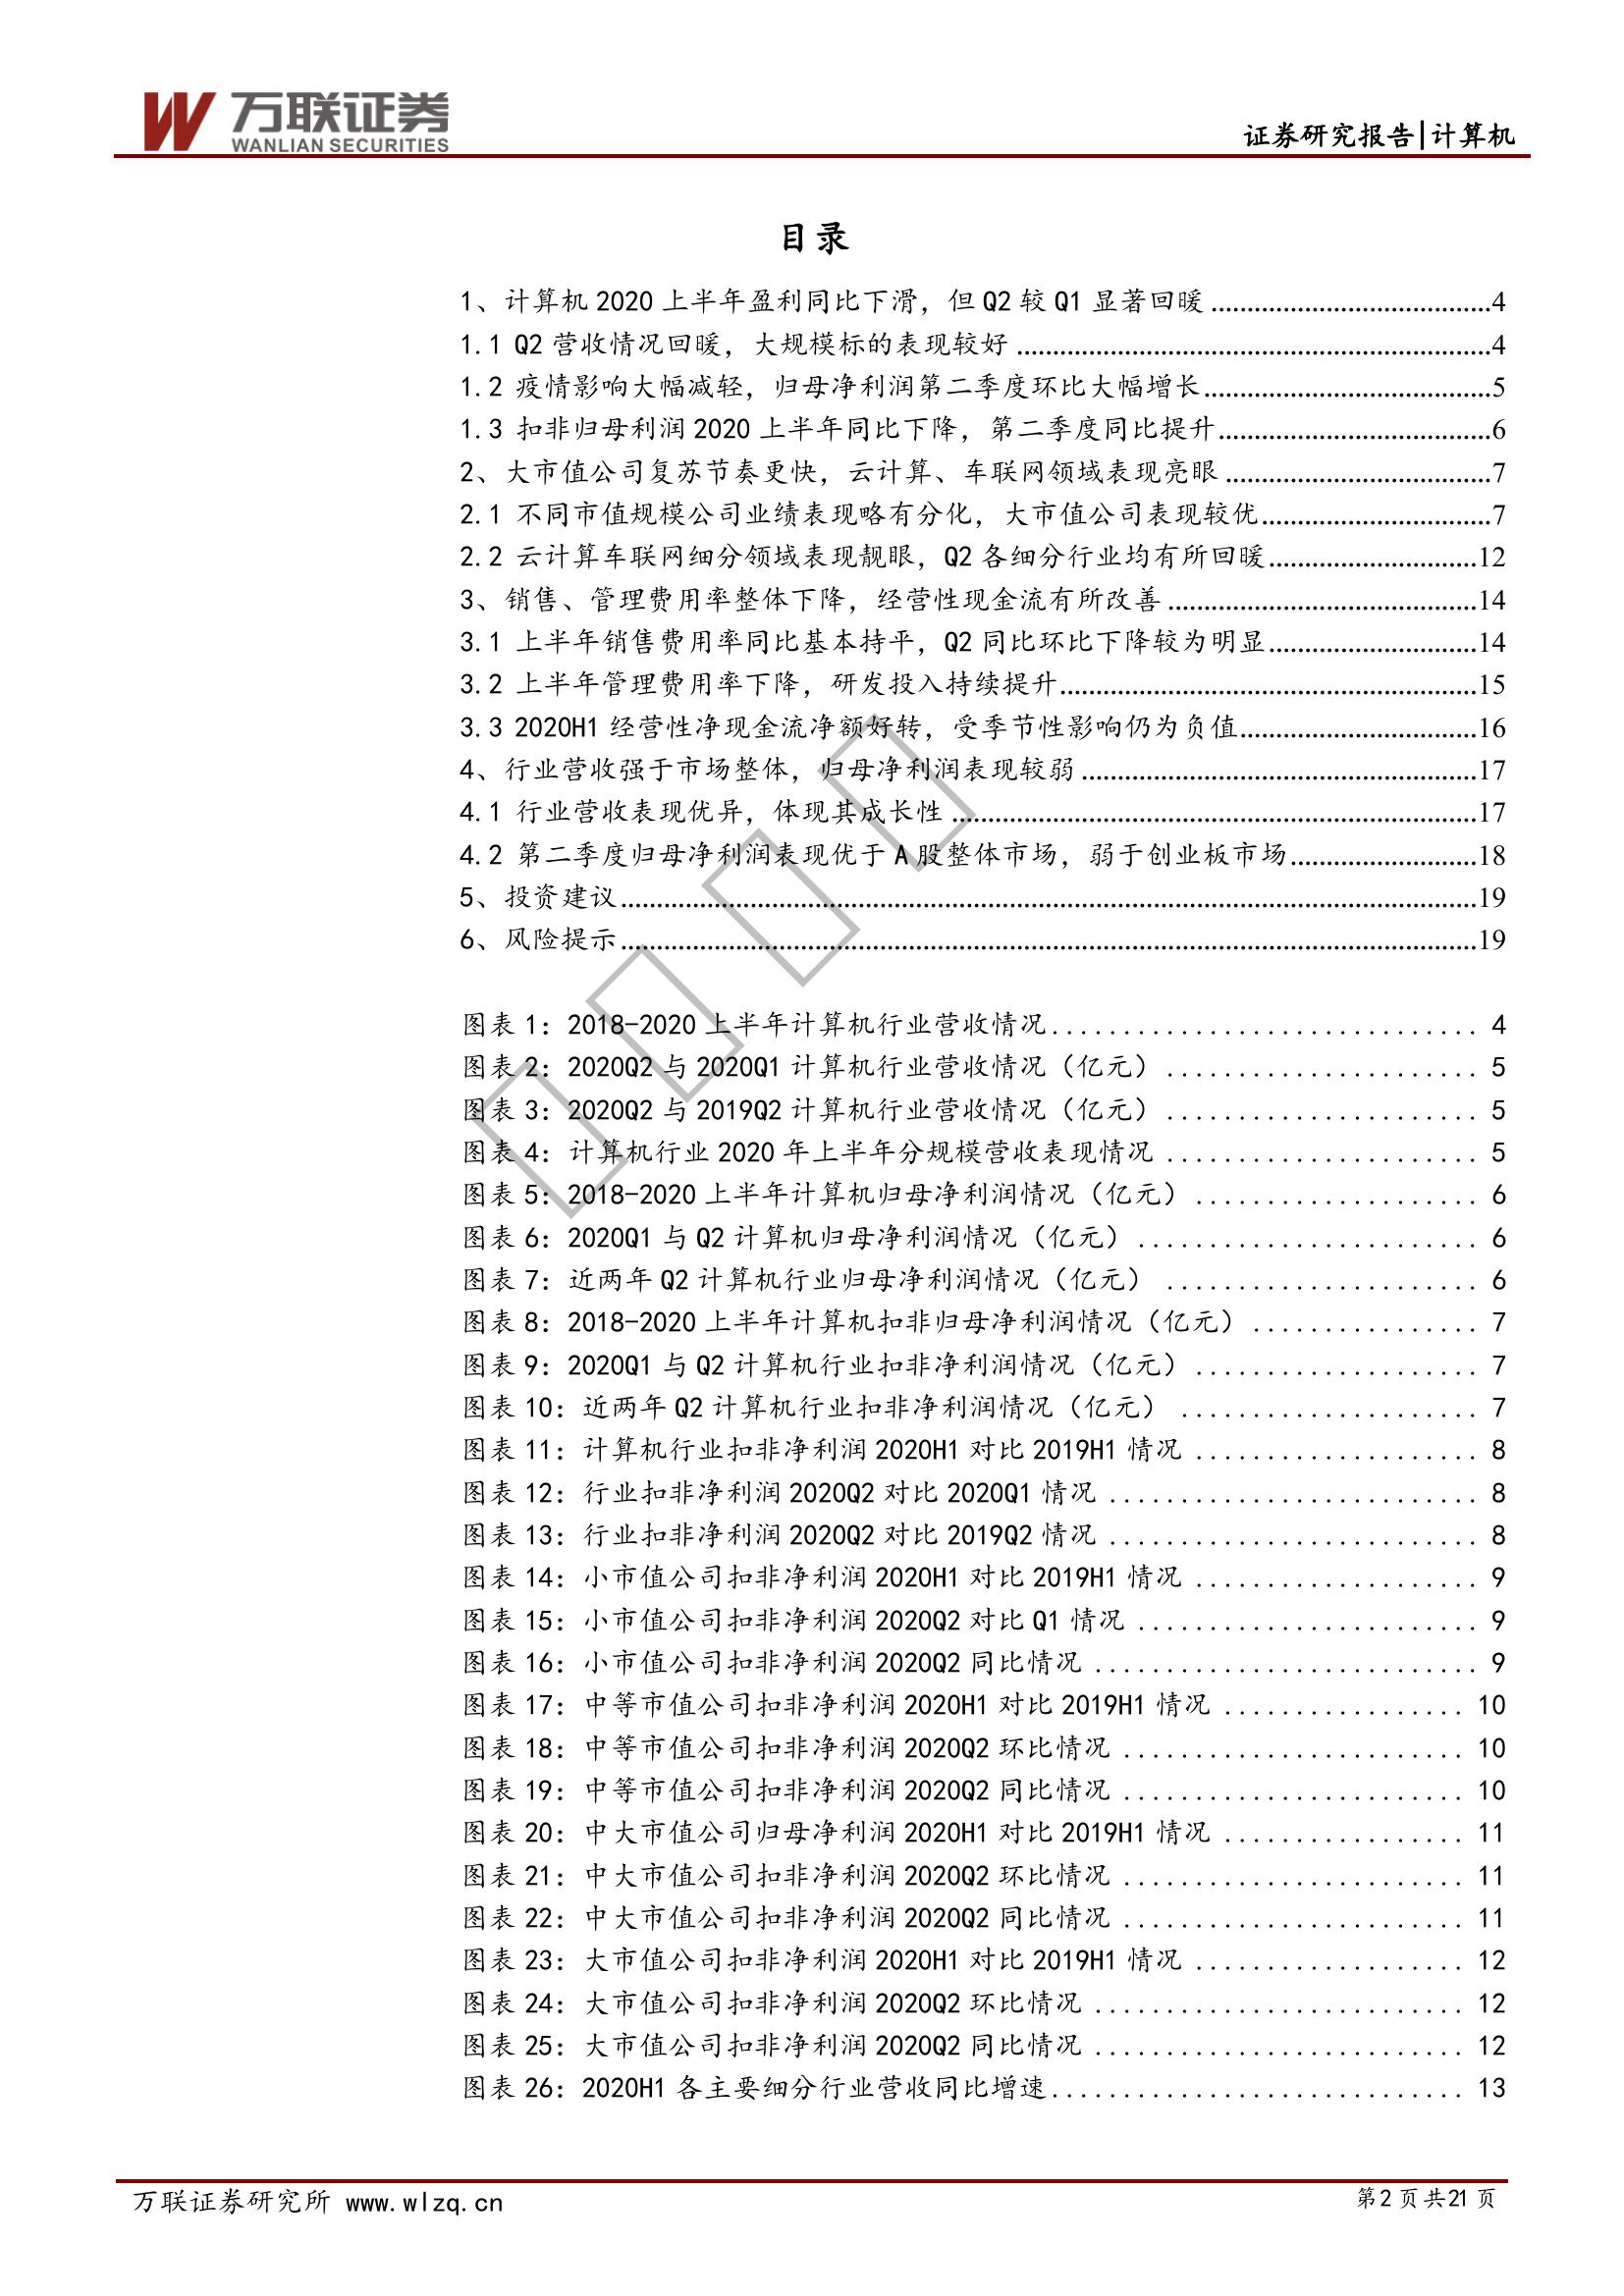 万联证券
WANLIAN SECURITIES
证券研究报告|计算机
目录
1、计算机 2020 上半年盈利同比下滑，但 Q2 较 Q1 显著回暖.......................................4
1.1 Q2 营收情况回暖，大规模标的表现较好..................................................................4
1.2 疫情影响大幅减轻，归母净利润第二季度环比大幅增长........................................5
1.3 扣非归母利润 2020 上半年同比下降，第二季度同比提升......................................6
2、大市值公司复苏节奏更快，云计算、车联网领域表现亮眼.....................................7
2.1 不同市值规模公司业绩表现略有分化，大市值公司表现较优................................7
2.2 云计算车联网细分领域表现靓眼，Q2 各细分行业均有所回暖.............................12
3、销售、管理费用率整体下降，经营性现金流有所改善...........................................14
3.1 上半年销售费用率同比基本持平，Q2 同比环比下降较为明显.............................14
3.2 上半年管理费用率下降，研发投入持续提升..........................................................15
3.3 2020H1 经营性净现金流净额好转，受季节性影响仍为负值.................................16
4、行业营收强于市场整体，归母净利润表现较弱.......................................................17
4.1 行业营收表现优异，体现其成长性.........................................................................17
4.2 第二季度归母净利润表现优于 A 股整体市场，弱于创业板市场..........................18
5、投资建议.......................................................................................................................19
6、风险提示.......................................................................................................................19
图表 1：2018-2020 上半年计算机行业营收情况.............................. 4
图表 2：2020Q2 与 2020Q1 计算机行业营收情况（亿元）...................... 5
图表 3：2020Q2 与 2019Q2 计算机行业营收情况（亿元）...................... 5
图表 4：计算机行业 2020 年上半年分规模营收表现情况...................... 5
图表 5：2018-2020 上半年计算机归母净利润情况（亿元）.................... 6
图表 6：2020Q1 与 Q2 计算机归母净利润情况（亿元）........................ 6
图表 7：近两年 Q2 计算机行业归母净利润情况（亿元）...................... 6
图表 8：2018-2020 上半年计算机扣非归母净利润情况（亿元）................ 7
图表 9：2020Q1 与 Q2 计算机行业扣非净利润情况（亿元）.................... 7
图表 10：近两年 Q2 计算机行业扣非净利润情况（亿元）..................... 7
图表 11：计算机行业扣非净利润 2020H1 对比 2019H1 情况.................... 8
图表 12：行业扣非净利润 2020Q2 对比 2020Q1 情况.......................... 8
图表 13：行业扣非净利润 2020Q2 对比 2019Q2 情况.......................... 8
图表 14：小市值公司扣非净利润 2020H1 对比 2019H1 情况.................... 9
图表 15：小市值公司扣非净利润 2020Q2 对比 Q1 情况........................ 9
图表 16：小市值公司扣非净利润 2020Q2 同比情况........................... 9
图表 17：中等市值公司扣非净利润 2020H1 对比 2019H1 情况................. 10
图表 18：中等市值公司扣非净利润 2020Q2 环比情况........................ 10
图表 19：中等市值公司扣非净利润 2020Q2 同比情况........................ 10
图表 20：中大市值公司归母净利润 2020H1 对比 2019H1 情况................. 11
图表 21：中大市值公司扣非净利润 2020Q2 环比情况........................ 11
图表 22：中大市值公司扣非净利润 2020Q2 同比情况........................ 11
图表 23：大市值公司扣非净利润 2020H1 对比 2019H1 情况................... 12
图表 24：大市值公司扣非净利润 2020Q2 环比情况.......................... 12
图表 25：大市值公司扣非净利润 2020Q2 同比情况.......................... 12
图表 26：2020H1 各主要细分行业营收同比增速............................. 13
万联证券研究所 www.wlzq.cn
第 2 页 共 21 页